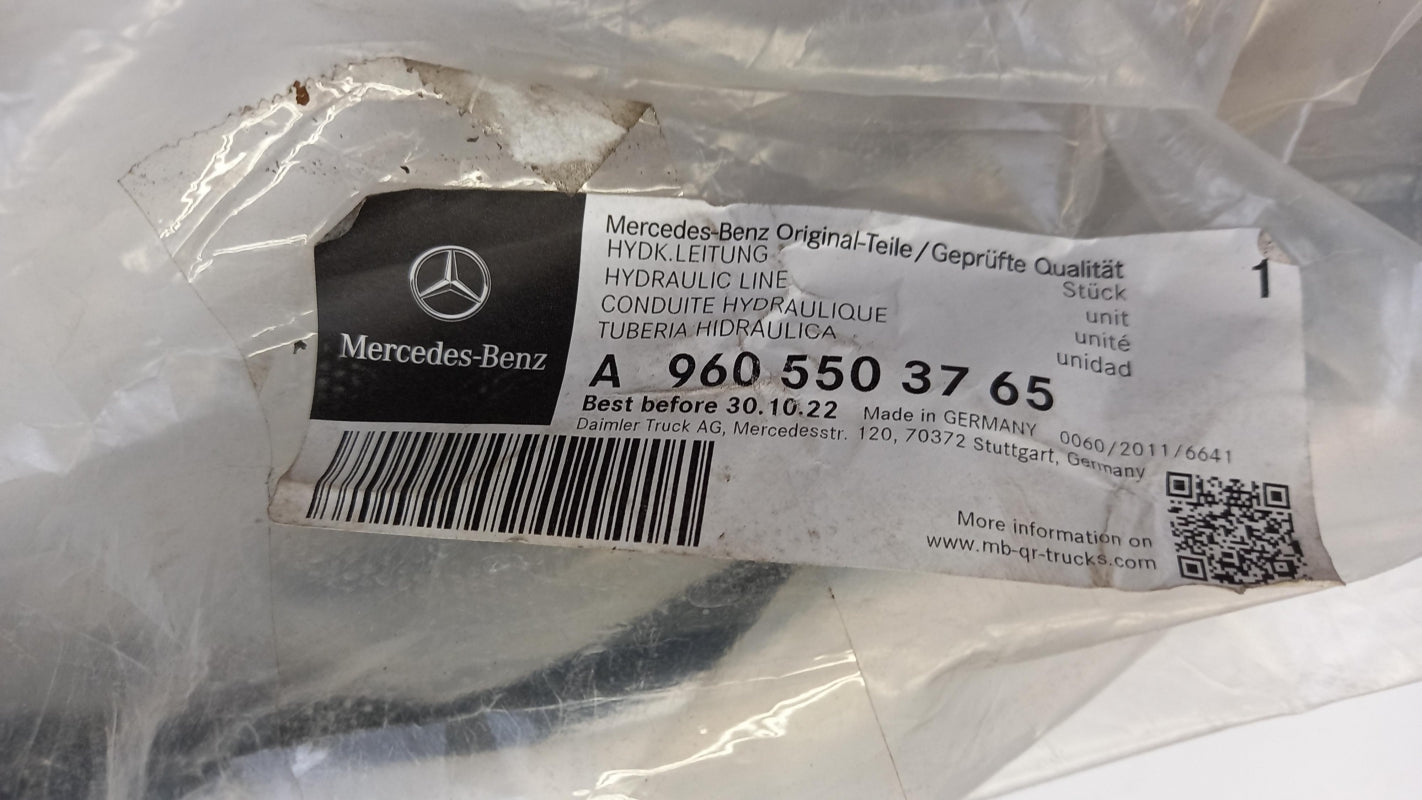 Mercedes-Benz
Mercedes-Benz Original-Teile/Geprüfte Qualität
HYDK.LEITUNG
HYDRAULIC LINE
CONDUITE HYDRAULIQUE
TUBERIA HIDRAULICA
Stück
unit
unité
unidad
1
A 960 550 37 65
Best before 30.10.22 Made in GERMANY 0060/2011/6641
Daimler Truck AG, Mercedesstr. 120, 70372 Stuttgart, Germany
More information on
www.mb-qr-trucks.com